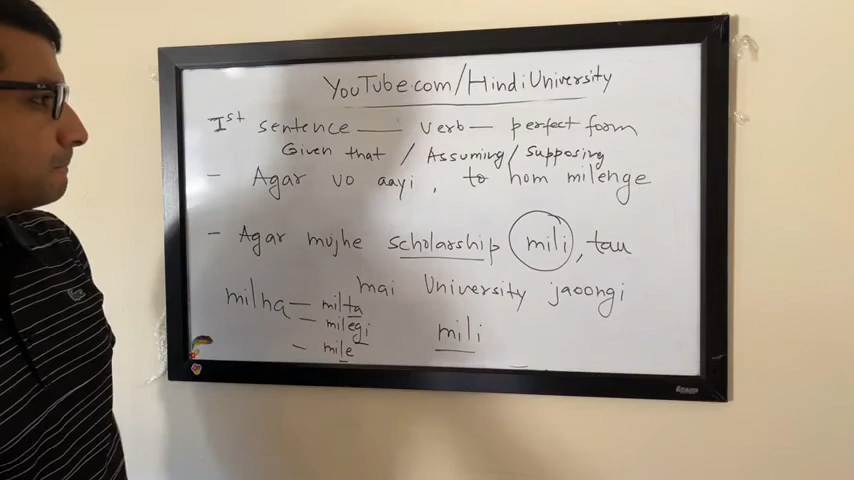 YouTube.com/HindiUniversity
Ist sentence — verb — perfect form
Given that / Assuming / Supposing
- Agar vo aayi, to hom milenge
- Agar mujhe scholarship mili, tau
mai University jaoongi
milna - milta
- milegi
- mile
mili